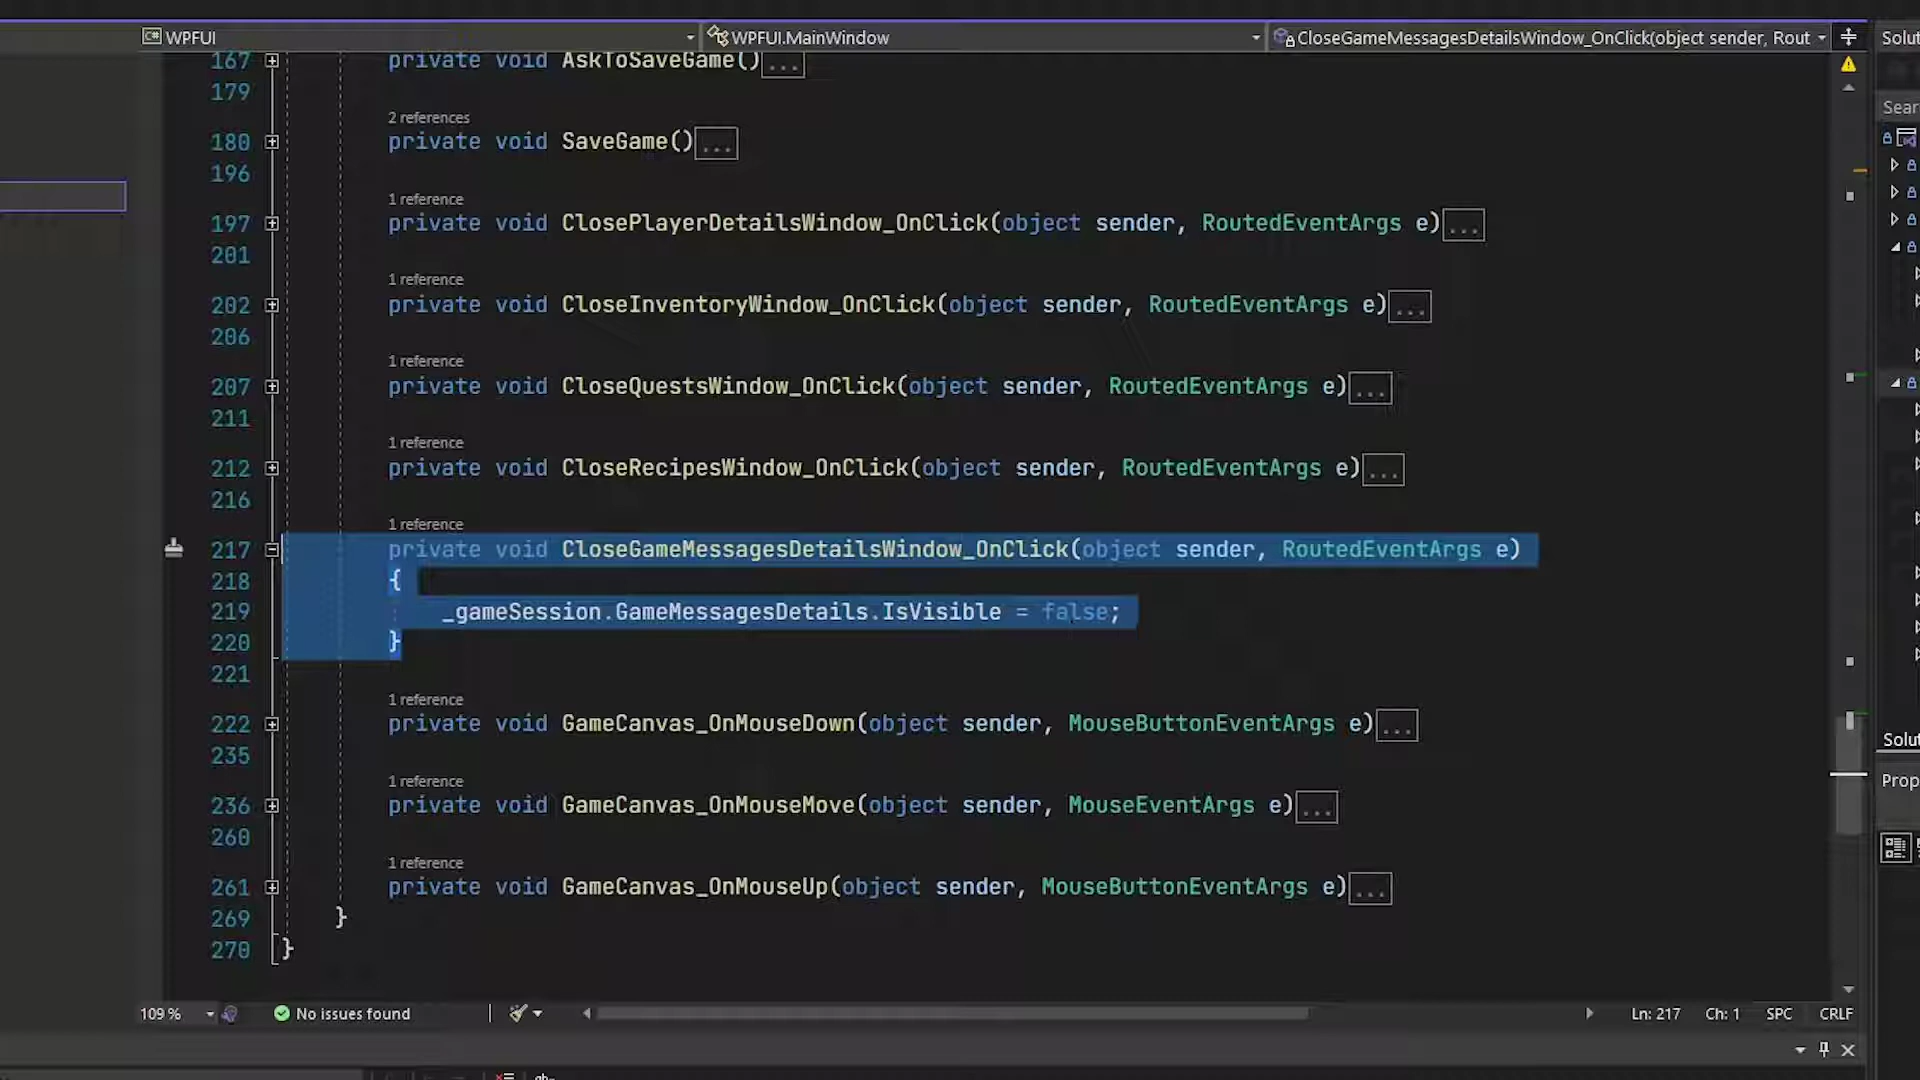 C# WPFUI WPFUI.MainWindow CloseGameMessagesDetailsWindow_OnClick(object sender, Rout Solut
167 private void AskToSaveGame()...
179
Sear
2 references
180 private void SaveGame()...
196
1 reference
197 private void ClosePlayerDetailsWindow_OnClick(object sender, RoutedEventArgs e)...
201
1 reference
202 private void CloseInventoryWindow_OnClick(object sender, RoutedEventArgs e)...
206
1 reference
207 private void CloseQuestsWindow_OnClick(object sender, RoutedEventArgs e)...
211
1 reference
212 private void CloseRecipesWindow_OnClick(object sender, RoutedEventArgs e)...
216
1 reference
217 private void CloseGameMessagesDetailsWindow_OnClick(object sender, RoutedEventArgs e)
218 {
219 _gameSession.GameMessagesDetails.IsVisible = false;
220 }
221
1 reference
222 private void GameCanvas_OnMouseDown(object sender, MouseButtonEventArgs e)...
Solut
235
Prop
1 reference
236 private void GameCanvas_OnMouseMove(object sender, MouseEventArgs e)...
260
1 reference
261 private void GameCanvas_OnMouseUp(object sender, MouseButtonEventArgs e)...
269 }
270 }
109 % No issues found Ln: 217 Ch: 1 SPC CRLF